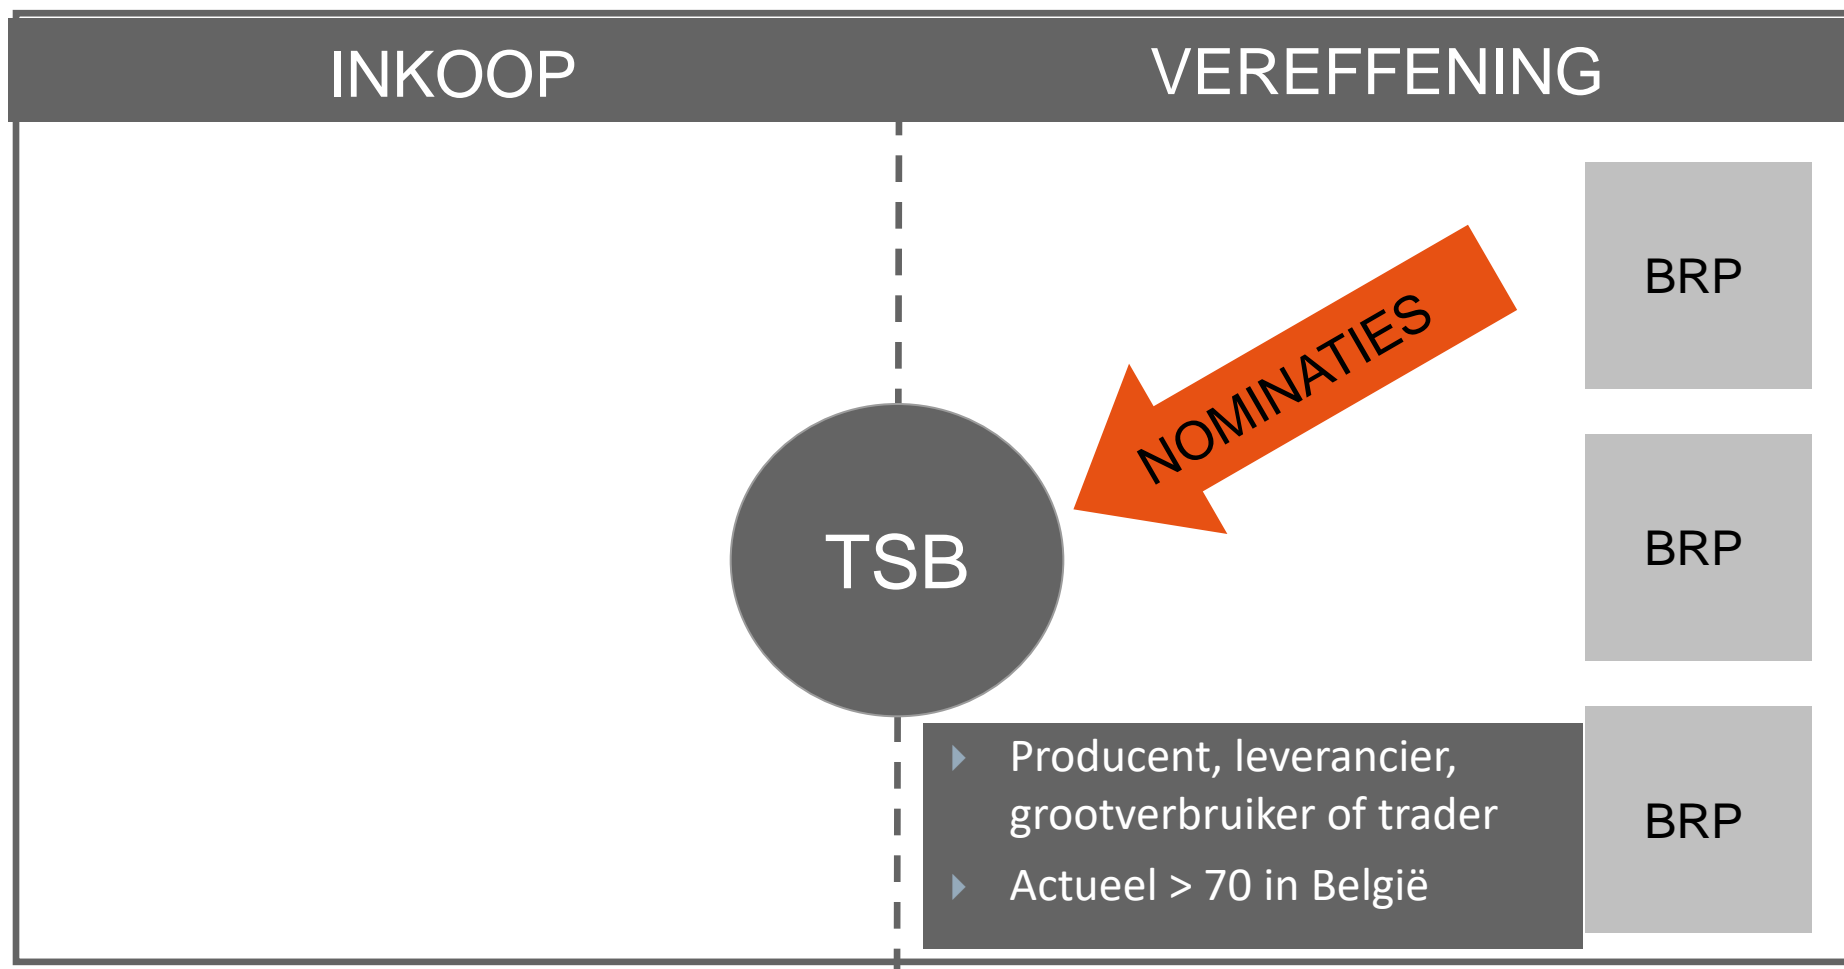 INKOOP
VEREFFENING
BRP
NOMINATIES
BRP
TSB
Producent, leverancier,
grootverbruiker of trader
Actueel > 70 in België
BRP